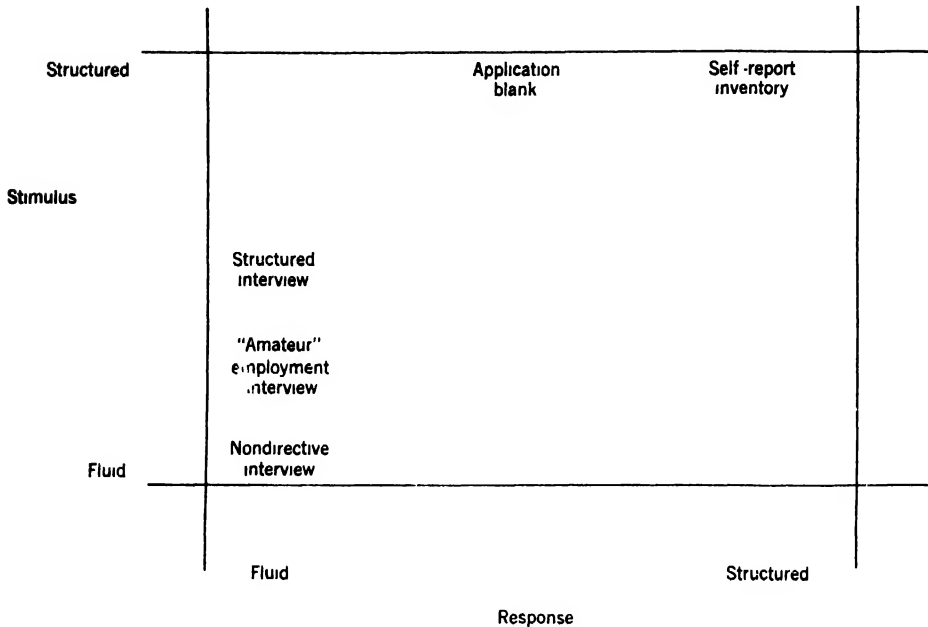 Structured
Application
blank
Self-report
inventory
Stimulus
Structured
interview
"Amateur"
employment
interview
Nondirective
interview
Fluid
Fluid
Structured
Response